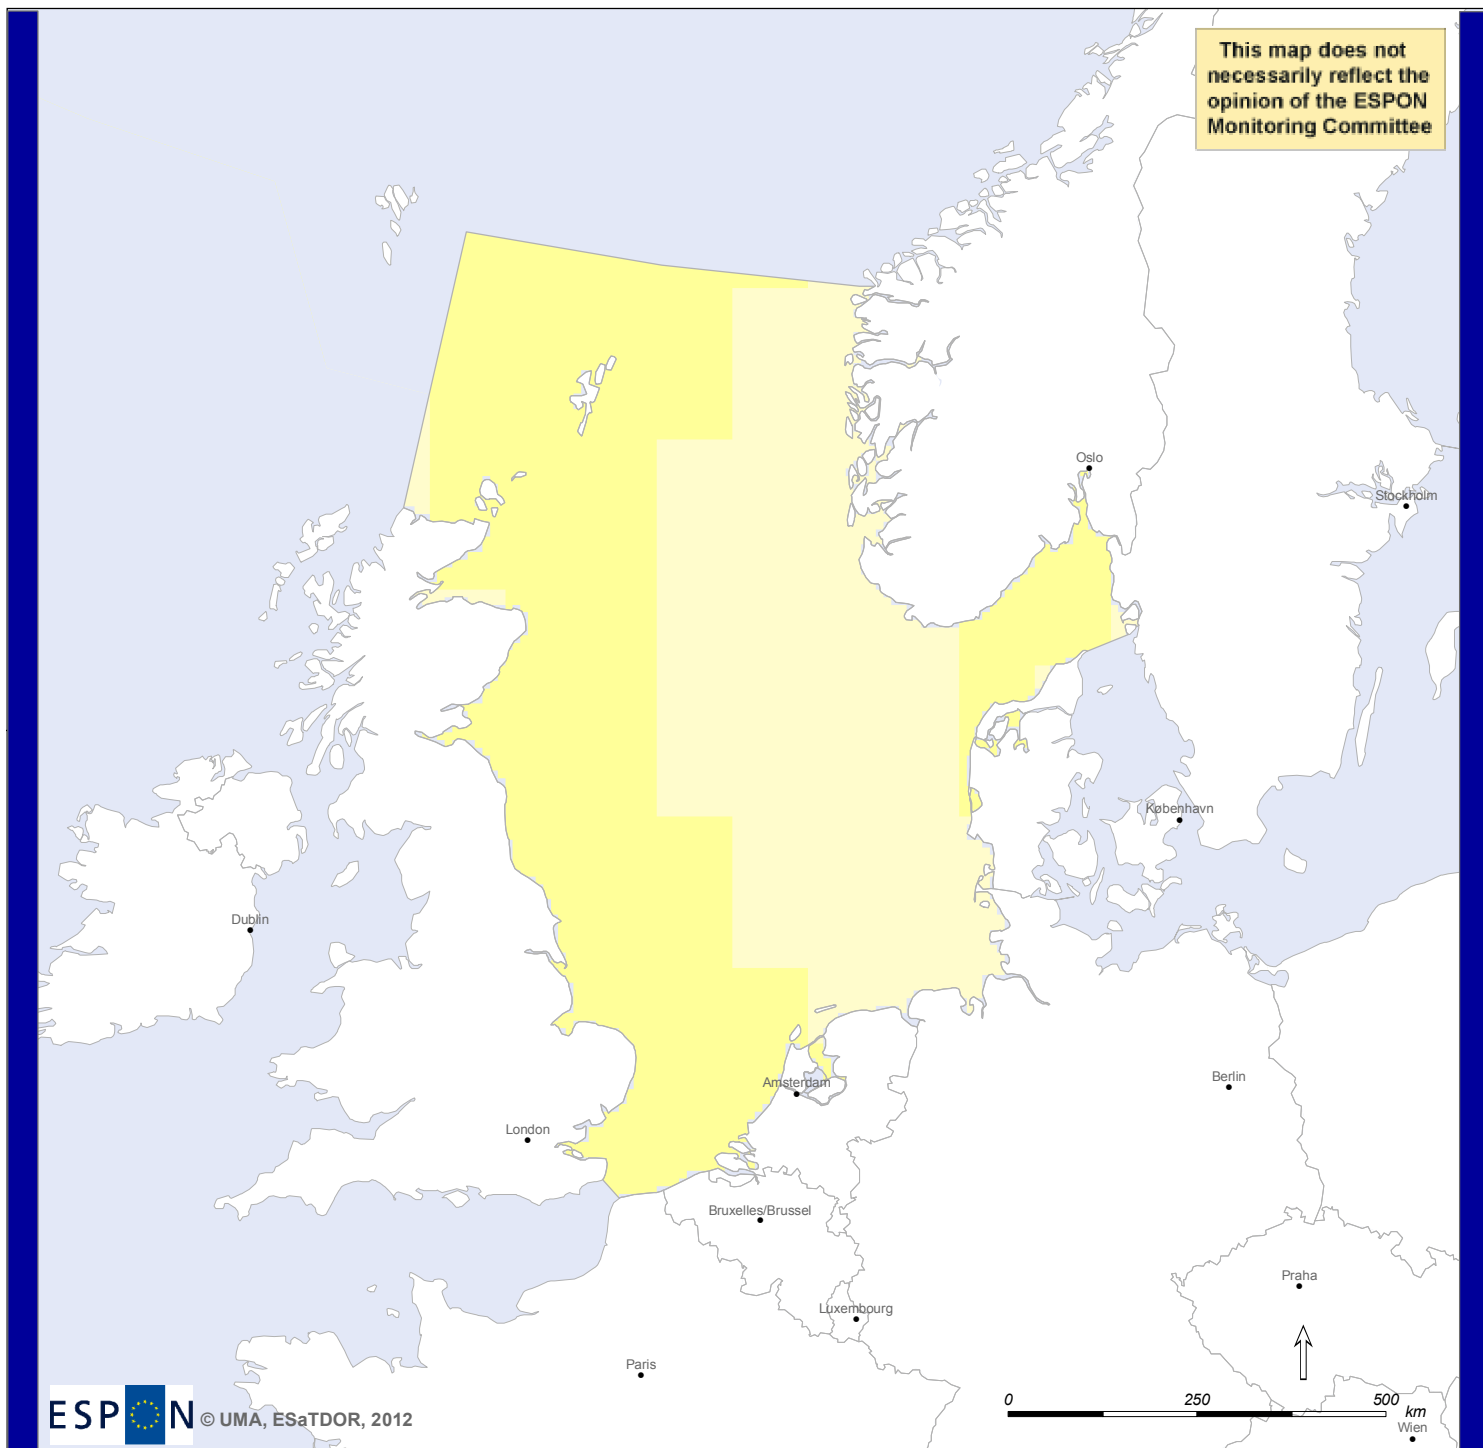 This map does not
necessarily reflect the
opinion of the ESPON
Monitoring Committee
Oslo
Stockholm
København
Dublin
Berlin
Amsterdam
London
Bruxelles/Brussel
Praha
Luxembourg
Paris
0 250 500
km
Wien
ESPON © UMA, ESaTDOR, 2012